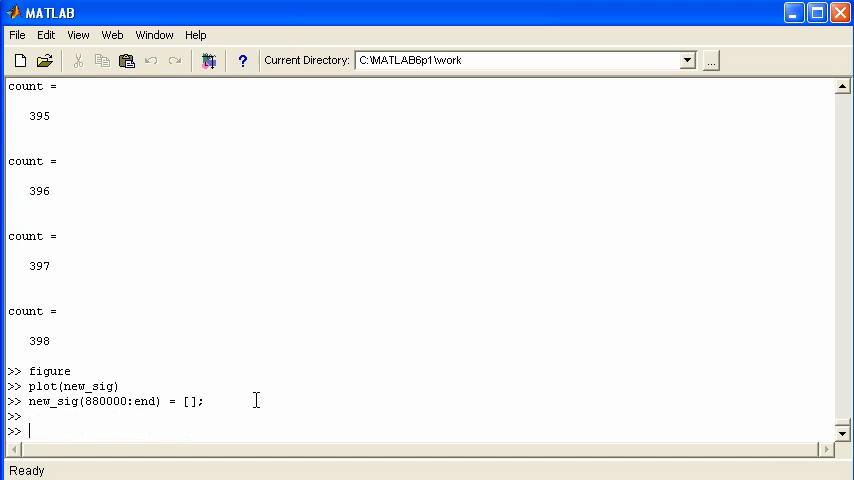 MATLAB
File Edit View Web Window Help
? Current Directory: C:\MATLAB6p1\work ...
count =
395
count =
396
count =
397
count =
398
>> figure
>> plot(new_sig)
>> new_sig(880000:end) = [];
>>
>>
Ready